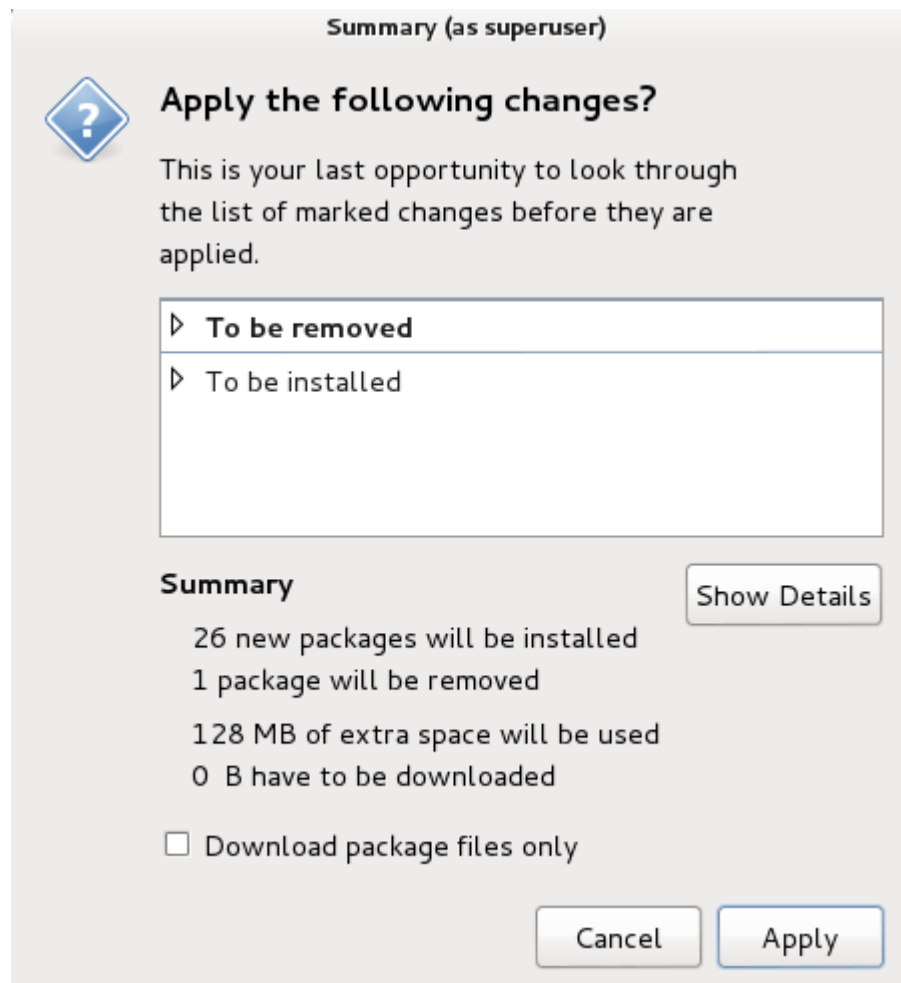 Summary (as superuser)
?
Apply the following changes?
This is your last opportunity to look through
the list of marked changes before they are
applied.
To be removed
To be installed
Summary
Show Details
26 new packages will be installed
1 package will be removed
128 MB of extra space will be used
0 B have to be downloaded
Download package files only
Cancel
Apply